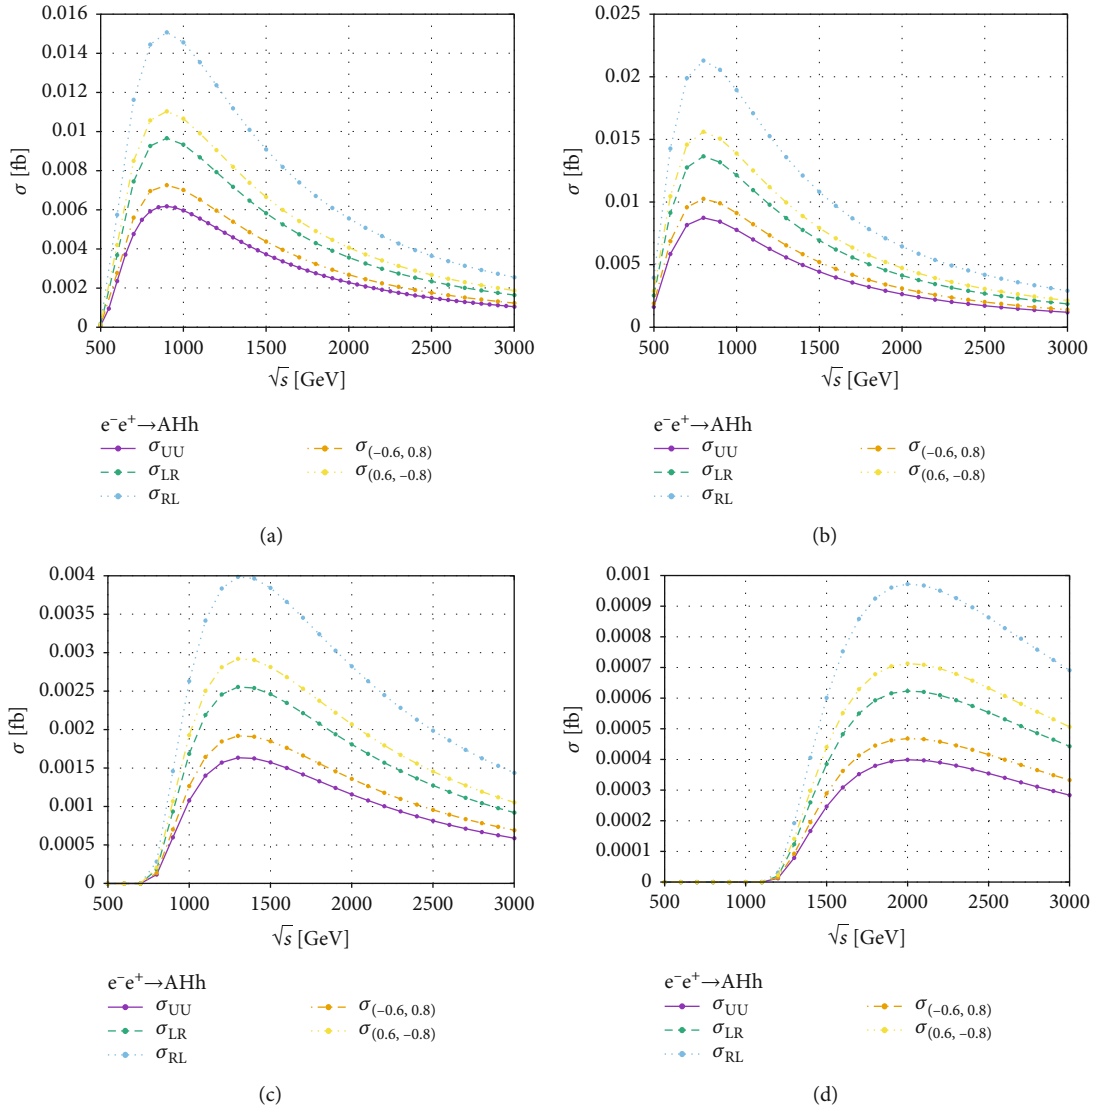 0.016
0.014
0.012
0.01
0.008
0.006
0.004
0.002
0
σ [fb]
500 1000 1500 2000 2500 3000
√s [GeV]
e⁻e⁺→AHh
σUU
σLR
σRL
σ(–0.6, 0.8)
σ(0.6, –0.8)
(a)
0.025
0.02
0.015
0.01
0.005
0
σ [fb]
500 1000 1500 2000 2500 3000
√s [GeV]
e⁻e⁺→AHh
σUU
σLR
σRL
σ(–0.6, 0.8)
σ(0.6, –0.8)
(b)
0.004
0.0035
0.003
0.0025
0.002
0.0015
0.001
0.0005
0
σ [fb]
500 1000 1500 2000 2500 3000
√s [GeV]
e⁻e⁺→AHh
σUU
σLR
σRL
σ(–0.6, 0.8)
σ(0.6, –0.8)
(c)
0.001
0.0009
0.0008
0.0007
0.0006
0.0005
0.0004
0.0003
0.0002
0.0001
0
σ [fb]
500 1000 1500 2000 2500 3000
√s [GeV]
e⁻e⁺→AHh
σUU
σLR
σRL
σ(–0.6, 0.8)
σ(0.6, –0.8)
(d)